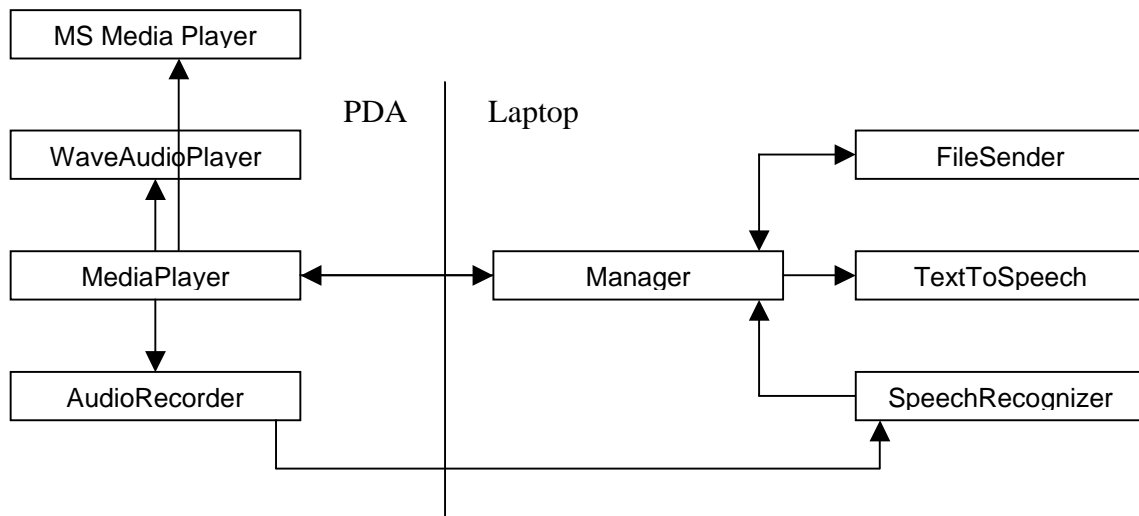 MS Media Player
PDA
Laptop
WaveAudioPlayer
FileSender
MediaPlayer
Manager
TextToSpeech
AudioRecorder
SpeechRecognizer